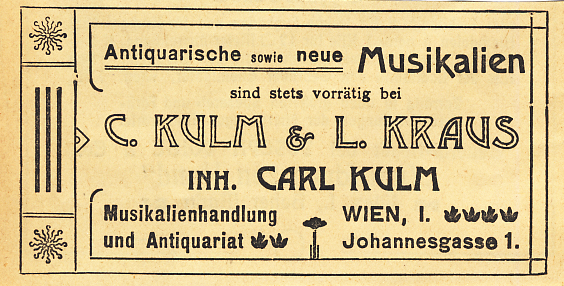 Antiquarische sowie neue Musikalien
sind stets vorrätig bei
C. KULM & L. KRAUS
INH. CARL KULM
Musikalienhandlung
und Antiquariat
WIEN, I.
Johannesgasse 1.